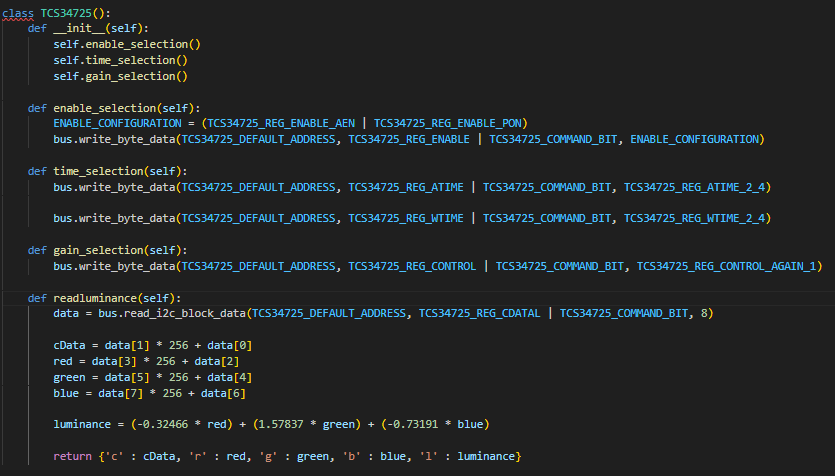 class TCS34725():
    def __init__(self):
        self.enable_selection()
        self.time_selection()
        self.gain_selection()

    def enable_selection(self):
        ENABLE_CONFIGURATION = (TCS34725_REG_ENABLE_AEN | TCS34725_REG_ENABLE_PON)
        bus.write_byte_data(TCS34725_DEFAULT_ADDRESS, TCS34725_REG_ENABLE | TCS34725_COMMAND_BIT, ENABLE_CONFIGURATION)

    def time_selection(self):
        bus.write_byte_data(TCS34725_DEFAULT_ADDRESS, TCS34725_REG_ATIME | TCS34725_COMMAND_BIT, TCS34725_REG_ATIME_2_4)

        bus.write_byte_data(TCS34725_DEFAULT_ADDRESS, TCS34725_REG_WTIME | TCS34725_COMMAND_BIT, TCS34725_REG_WTIME_2_4)

    def gain_selection(self):
        bus.write_byte_data(TCS34725_DEFAULT_ADDRESS, TCS34725_REG_CONTROL | TCS34725_COMMAND_BIT, TCS34725_REG_CONTROL_AGAIN_1)

    def readluminance(self):
        data = bus.read_i2c_block_data(TCS34725_DEFAULT_ADDRESS, TCS34725_REG_CDATAL | TCS34725_COMMAND_BIT, 8)

        cData = data[1] * 256 + data[0]
        red = data[3] * 256 + data[2]
        green = data[5] * 256 + data[4]
        blue = data[7] * 256 + data[6]

        luminance = (-0.32466 * red) + (1.57837 * green) + (-0.73191 * blue)

        return {'c' : cData, 'r' : red, 'g' : green, 'b' : blue, 'l' : luminance}